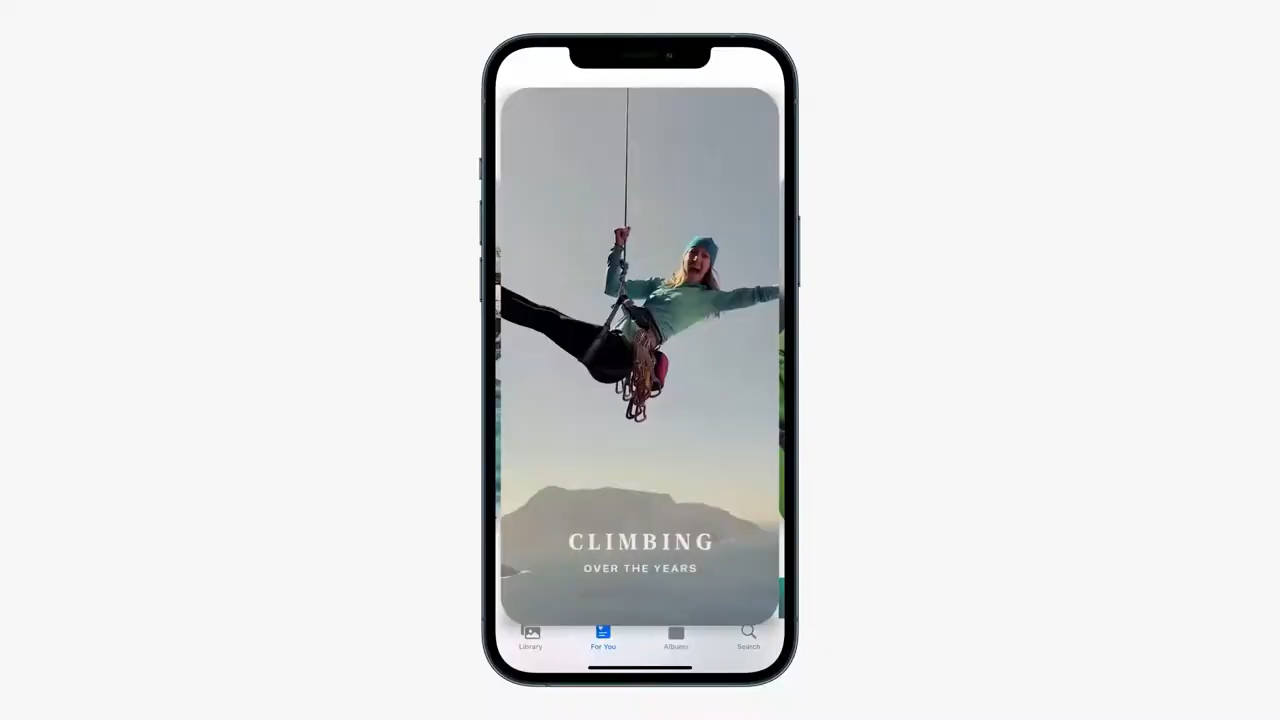 CLIMBING
OVER THE YEARS
Library
For You
Albums
Search